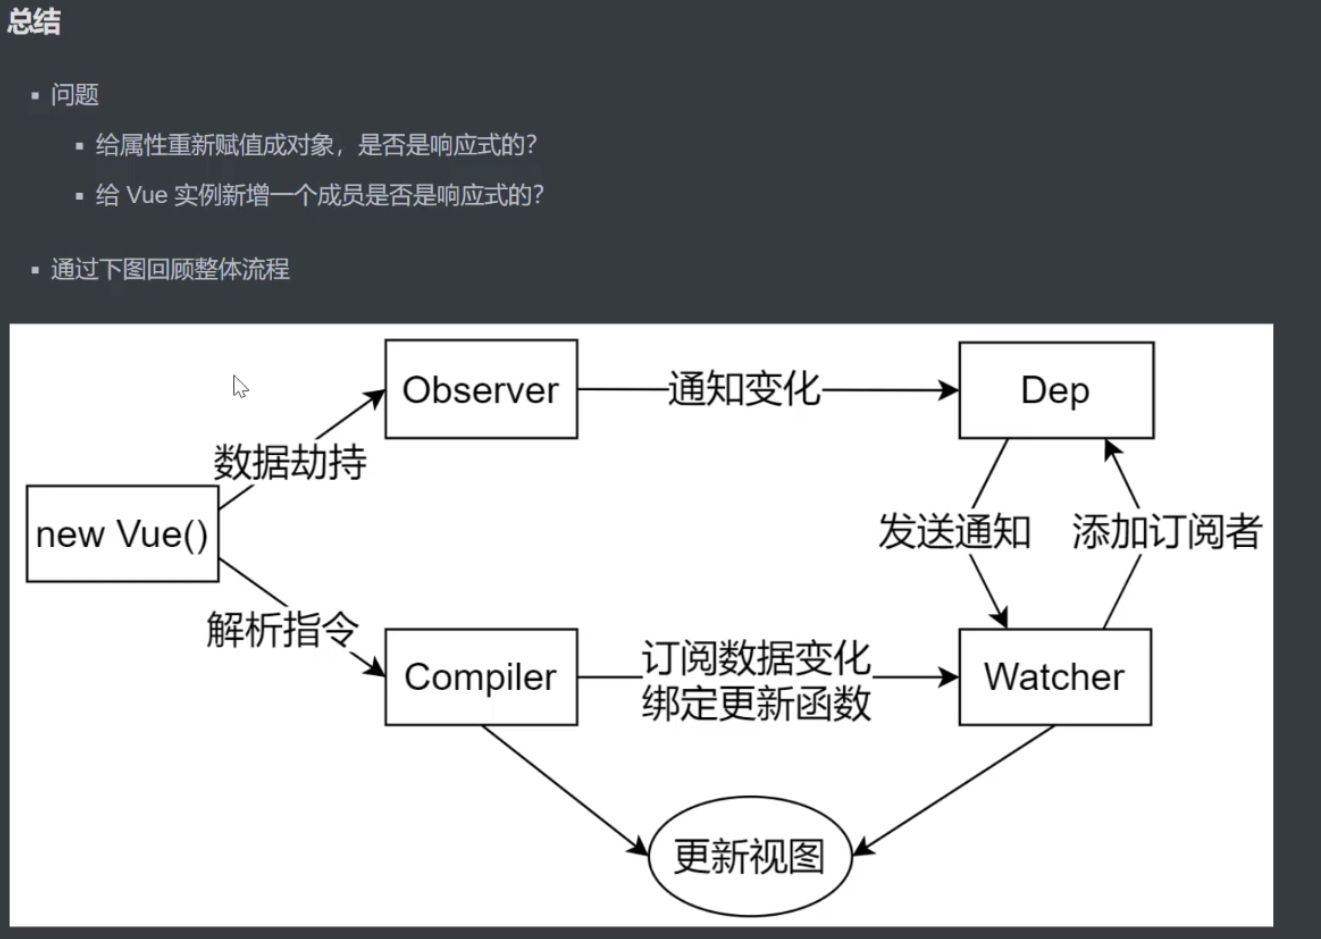 总结
问题
给属性重新赋值成对象，是否是响应式的？
给 Vue 实例新增一个成员是否是响应式的？
通过下图回顾整体流程
Observer
通知变化
Dep
数据劫持
new Vue()
发送通知
添加订阅者
解析指令
Compiler
订阅数据变化
绑定更新函数
Watcher
更新视图